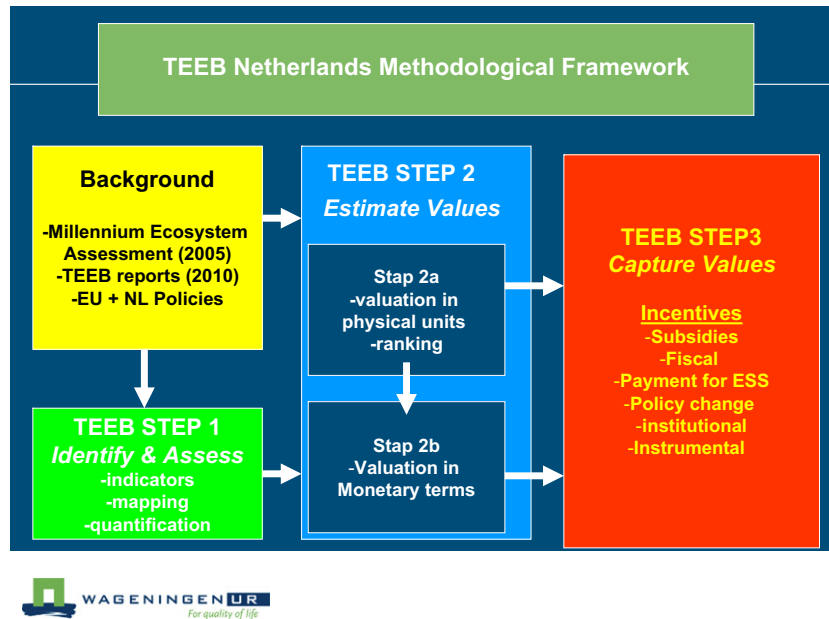 TEEB Netherlands Methodological Framework
Background
-Millennium Ecosystem
Assessment (2005)
-TEEB reports (2010)
-EU + NL Policies
TEEB STEP 1
Identify & Assess
-indicators
-mapping
-quantification
TEEB STEP 2
Estimate Values
Stap 2a
-valuation in
physical units
-ranking
Stap 2b
-Valuation in
Monetary terms
TEEB STEP3
Capture Values
Incentives
-Subsidies
-Fiscal
-Payment for ESS
-Policy change
-institutional
-Instrumental
WAGENINGEN UR
For quality of life